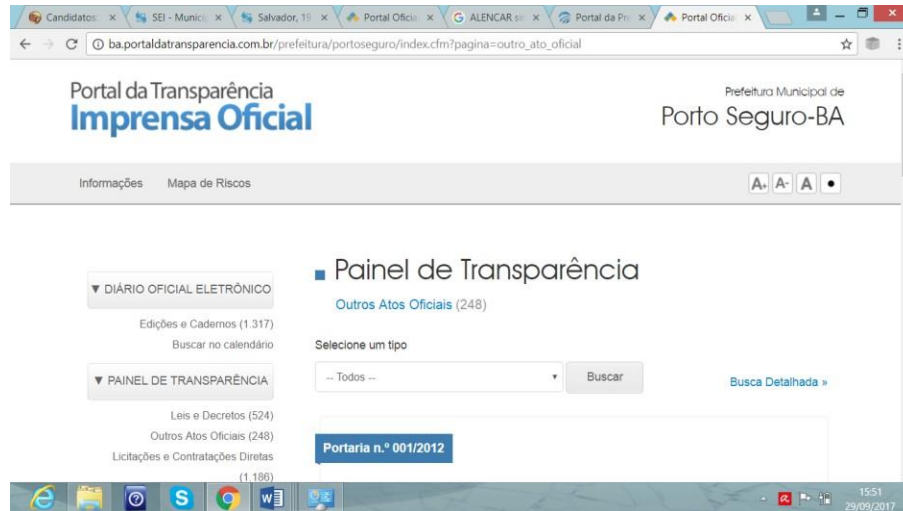 Candidatos:
SEI - Munic
Salvador, 19
Portal Oficia
ALENCAR se
Portal da Pre
Portal Oficia
ba.portaldatransparencia.com.br/prefeitura/portoseguro/index.cfm?pagina=outro_ato_oficial
Portal da Transparência
Imprensa Oficial
Prefeitura Municipal de
Porto Seguro-BA
Informações Mapa de Riscos
A+ A- A
▼ DIÁRIO OFICIAL ELETRÔNICO
Edições e Cadernos (1.317)
Buscar no calendário
▼ PAINEL DE TRANSPARÊNCIA
Leis e Decretos (524)
Outros Atos Oficiais (248)
Licitações e Contratações Diretas
(1.186)
Painel de Transparência
Outros Atos Oficiais (248)
Selecione um tipo
-- Todos --
Buscar
Busca Detalhada »
Portaria n.º 001/2012
15:51
29/09/2017